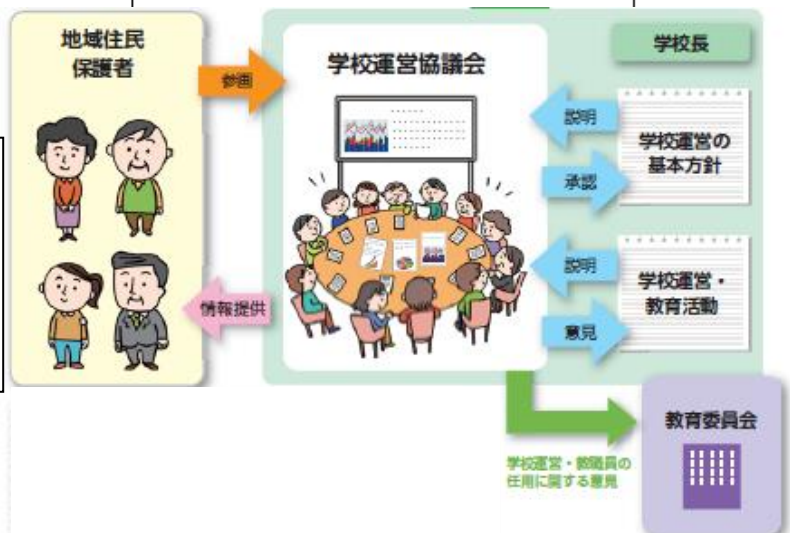 地域住民
保護者
参画
情報提供
学校運営協議会
学校長
説明
承認
学校運営の
基本方針
説明
意見
学校運営・
教育活動
学校運営・教職員の
任用に関する意見
教育委員会